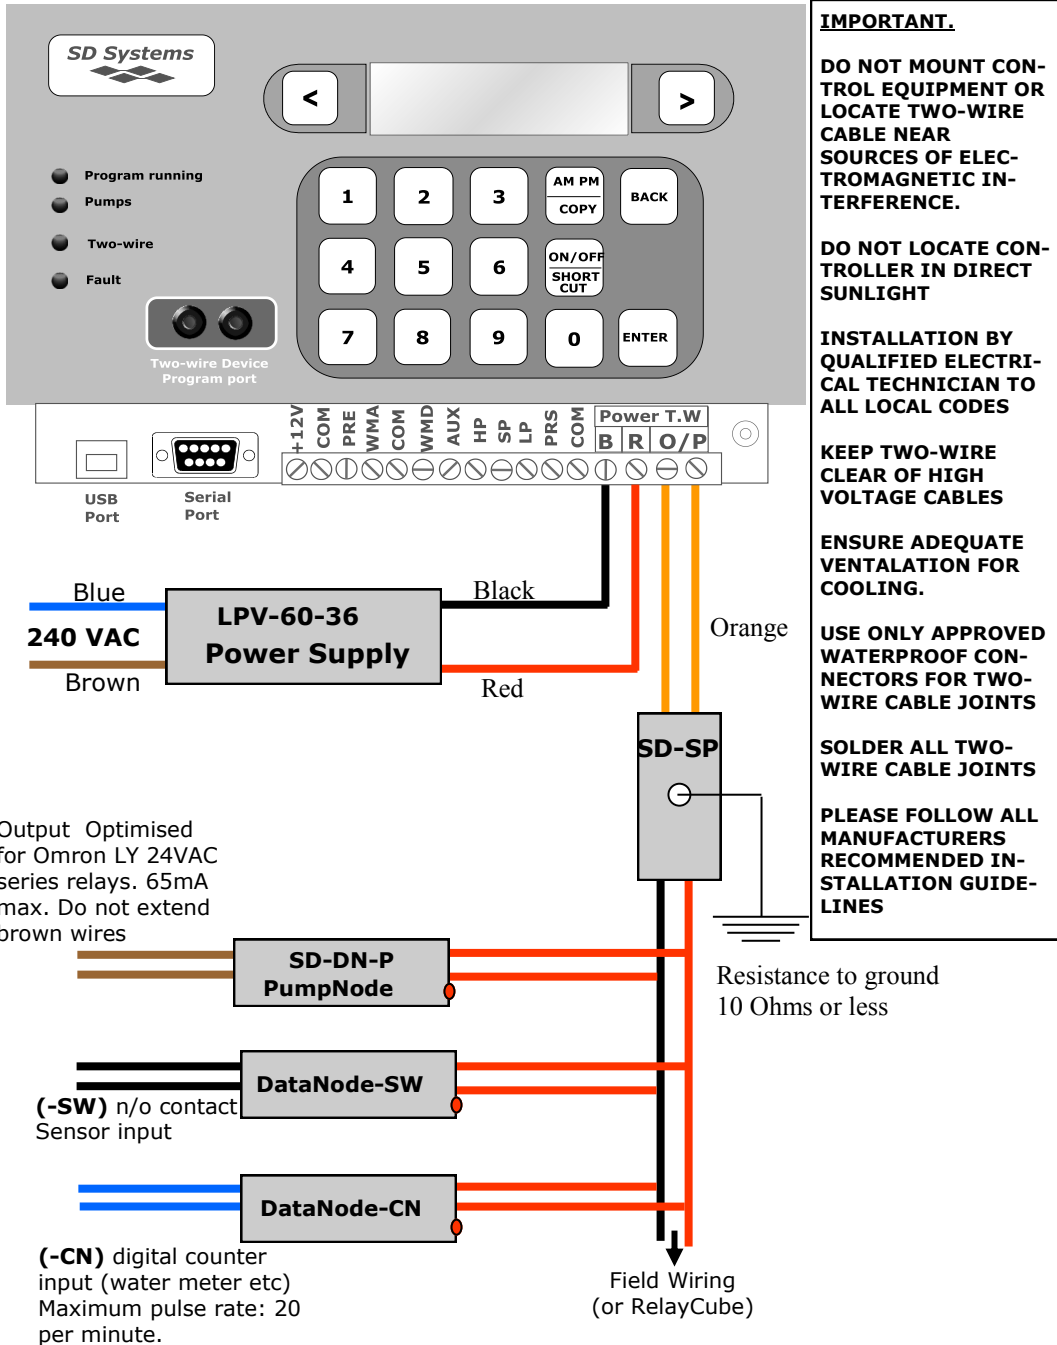 SD Systems
<
>
Program running
Pumps
Two-wire
Fault
1
2
3
AM PM
COPY
BACK
4
5
6
ON/OFF
SHORT
CUT
7
8
9
0
ENTER
Two-wire Device
Program port
+12V
COM
PRE
WMA
COM
WMD
AUX
HP
SP
LP
PRS
COM
Power T.W
B R O/P
USB
Port
Serial
Port
Blue
240 VAC
Brown
LPV-60-36
Power Supply
Black
Red
Orange
SD-SP
Output  Optimised
for Omron LY 24VAC
series relays. 65mA
max. Do not extend
brown wires
SD-DN-P
PumpNode
Resistance to ground
10 Ohms or less
DataNode-SW
(-SW) n/o contact
Sensor input
DataNode-CN
(-CN) digital counter
input (water meter etc)
Maximum pulse rate: 20
per minute.
Field Wiring
(or RelayCube)
IMPORTANT.
DO NOT MOUNT CON-
TROL EQUIPMENT OR
LOCATE TWO-WIRE
CABLE NEAR
SOURCES OF ELEC-
TROMAGNETIC IN-
TERFERENCE.
DO NOT LOCATE CON-
TROLLER IN DIRECT
SUNLIGHT
INSTALLATION BY
QUALIFIED ELECTRI-
CAL TECHNICIAN TO
ALL LOCAL CODES
KEEP TWO-WIRE
CLEAR OF HIGH
VOLTAGE CABLES
ENSURE ADEQUATE
VENTALATION FOR
COOLING.
USE ONLY APPROVED
WATERPROOF CON-
NECTORS FOR TWO-
WIRE CABLE JOINTS
SOLDER ALL TWO-
WIRE CABLE JOINTS
PLEASE FOLLOW ALL
MANUFACTURERS
RECOMMENDED IN-
STALLATION GUIDE-
LINES